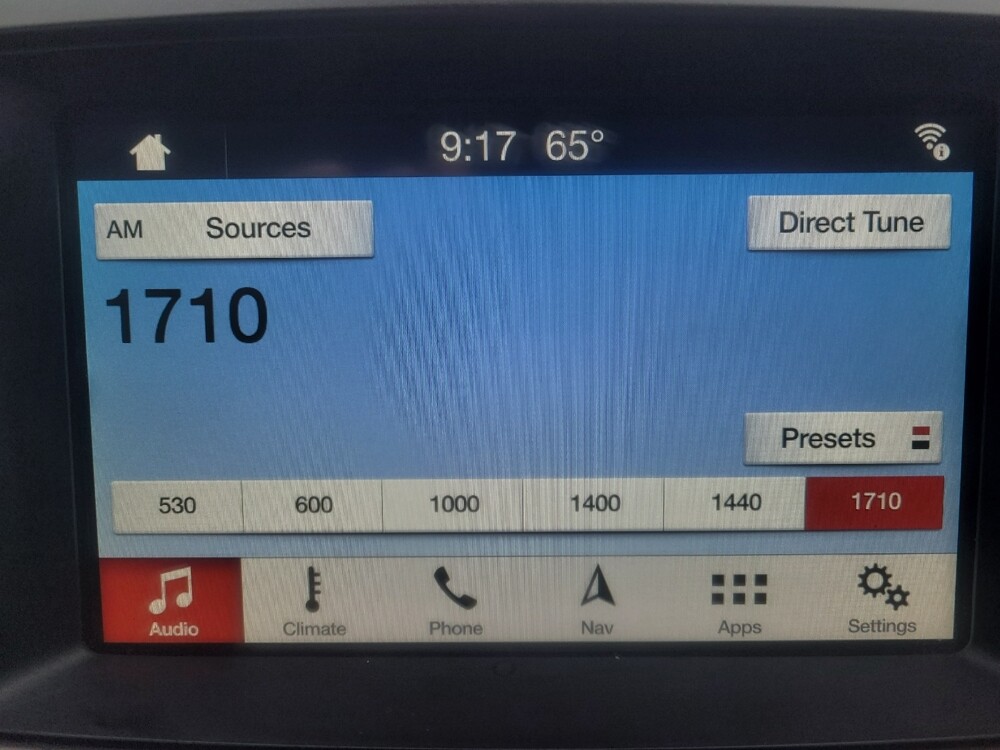 9:17 65°
AM Sources Direct Tune
1710
Presets
530 600 1000 1400 1440 1710
Audio Climate Phone Nav Apps Settings